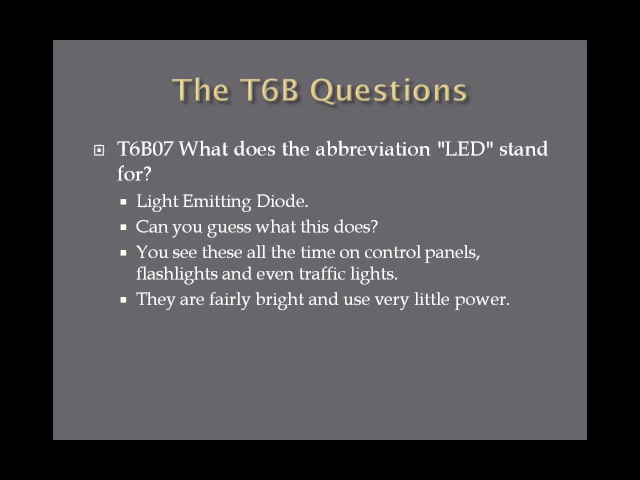 The T6B Questions
T6B07 What does the abbreviation "LED" stand
for?
Light Emitting Diode.
Can you guess what this does?
You see these all the time on control panels,
flashlights and even traffic lights.
They are fairly bright and use very little power.